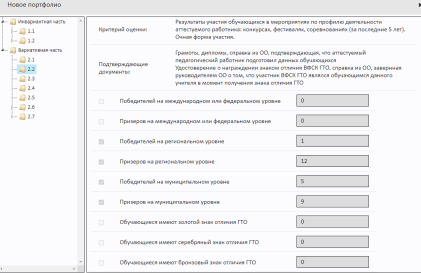 Новое портфолио
Инвариантная часть
1.1
1.2
Вариативная часть
2.1
2.2
2.3
2.4
2.5
2.6
2.7
Критерий оценки:
Результаты участия обучающихся в мероприятиях по профилю деятельности
аттестуемого работника: конкурсах, фестивалях, соревнованиях (за последние 5 лет).
Очная форма участия.
Подтверждающие
документы:
Грамоты, дипломы, справка из ОО, подтверждающая, что аттестуемый
педагогический работник подготовил данных обучающихся
Удостоверение о награждении знаком отличия ВФСК ГТО, справка из ОО, заверенная
руководителем ОО о том, что участник ВФСК ГТО являлся обучающимся данного
учителя в момент получения знака отличия ГТО
Победителей на международном или федеральном уровне 0
Призеров на международном или федеральном уровне 0
Победителей на региональном уровне 1
Призеров на региональном уровне 12
Победителей на муниципальном уровне 5
Призеров на муниципальном уровне 9
Обучающиеся имеют золотой знак отличия ГТО 0
Обучающиеся имеют серебряный знак отличия ГТО 0
Обучающиеся имеют бронзовый знак отличия ГТО 0